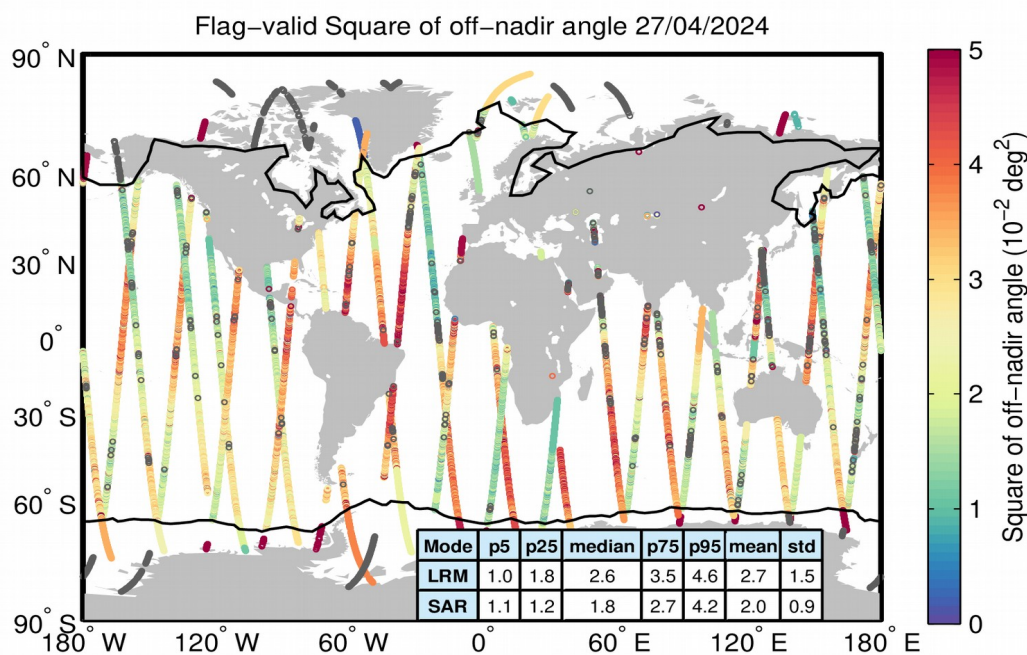 Flag-valid Square of off-nadir angle 27/04/2024
90° N
60° N
30° N
0°
30° S
60° S
90° S
180° W
120° W
60° W
0°
60° E
120° E
180° E
Mode p5 p25 median p75 p95 mean std
LRM 1.0 1.8 2.6 3.5 4.6 2.7 1.5
SAR 1.1 1.2 1.8 2.7 4.2 2.0 0.9
5
4
3
2
1
0
Square of off-nadir angle (10⁻² deg²)